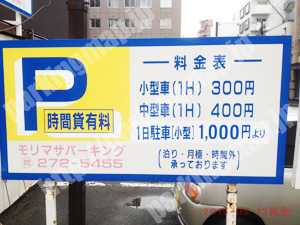 P
時間貸有料
モリマサパーキング
272-5455
料金表
小型車(1H) 300円
中型車(1H) 400円
1日駐車[小型] 1,000円より
(泊り・月極・時間外)
承っております